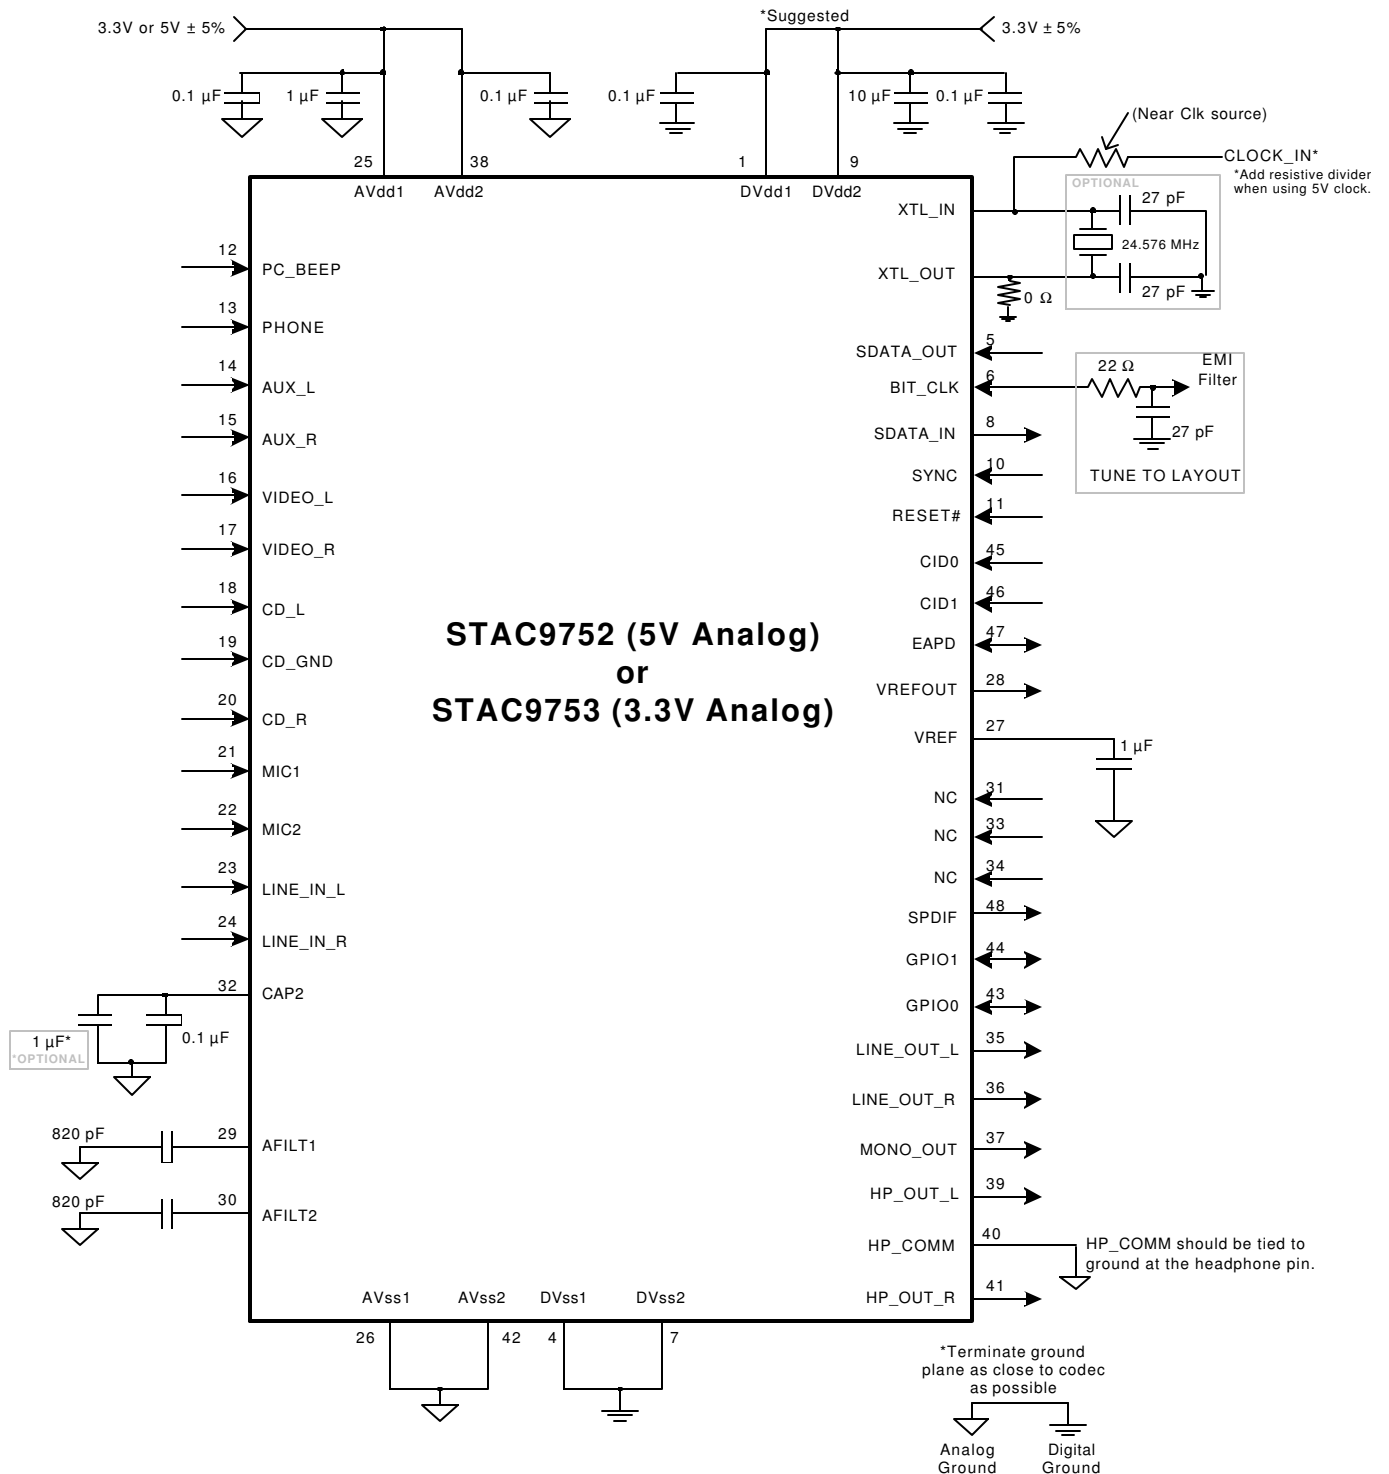 3.3V or 5V ± 5%
*Suggested
3.3V ± 5%
0.1 µF
1 µF
0.1 µF
0.1 µF
10 µF
0.1 µF
(Near Clk source)
CLOCK_IN*
*Add resistive divider
when using 5V clock.
25
38
1
9
AVdd1
AVdd2
DVdd1
DVdd2
OPTIONAL
27 pF
24.576 MHz
27 pF
XTL_IN
XTL_OUT
0 Ω
12
PC_BEEP
13
PHONE
14
AUX_L
15
AUX_R
16
VIDEO_L
17
VIDEO_R
18
CD_L
19
CD_GND
20
CD_R
21
MIC1
22
MIC2
23
LINE_IN_L
24
LINE_IN_R
32
CAP2
1 µF*
*OPTIONAL
0.1 µF
820 pF
29
AFILT1
820 pF
30
AFILT2
STAC9752 (5V Analog)
or
STAC9753 (3.3V Analog)
SDATA_OUT
5
BIT_CLK
6
22 Ω
EMI
Filter
27 pF
TUNE TO LAYOUT
SDATA_IN
8
SYNC
10
RESET#
11
CID0
45
CID1
46
EAPD
47
VREFOUT
28
VREF
27
1 µF
NC
31
NC
33
NC
34
SPDIF
48
GPIO1
44
GPIO0
43
LINE_OUT_L
35
LINE_OUT_R
36
MONO_OUT
37
HP_OUT_L
39
HP_COMM
40
HP_COMM should be tied to
ground at the headphone pin.
HP_OUT_R
41
AVss1
AVss2
DVss1
DVss2
26
42
4
7
*Terminate ground
plane as close to codec
as possible
Analog
Ground
Digital
Ground